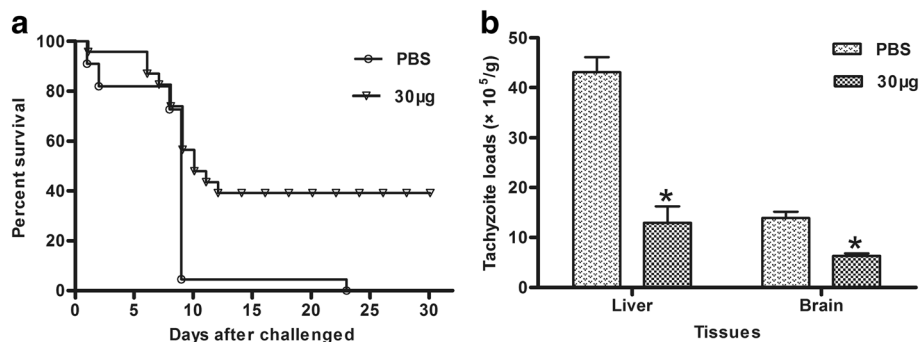 a
100
80
60
40
20
0
Percent survival
0 5 10 15 20 25 30
Days after challenged
PBS
30µg
b
50
40
30
20
10
0
Tachyzoite loads (× 10⁵/g)
PBS
30µg
*
*
Liver Brain
Tissues